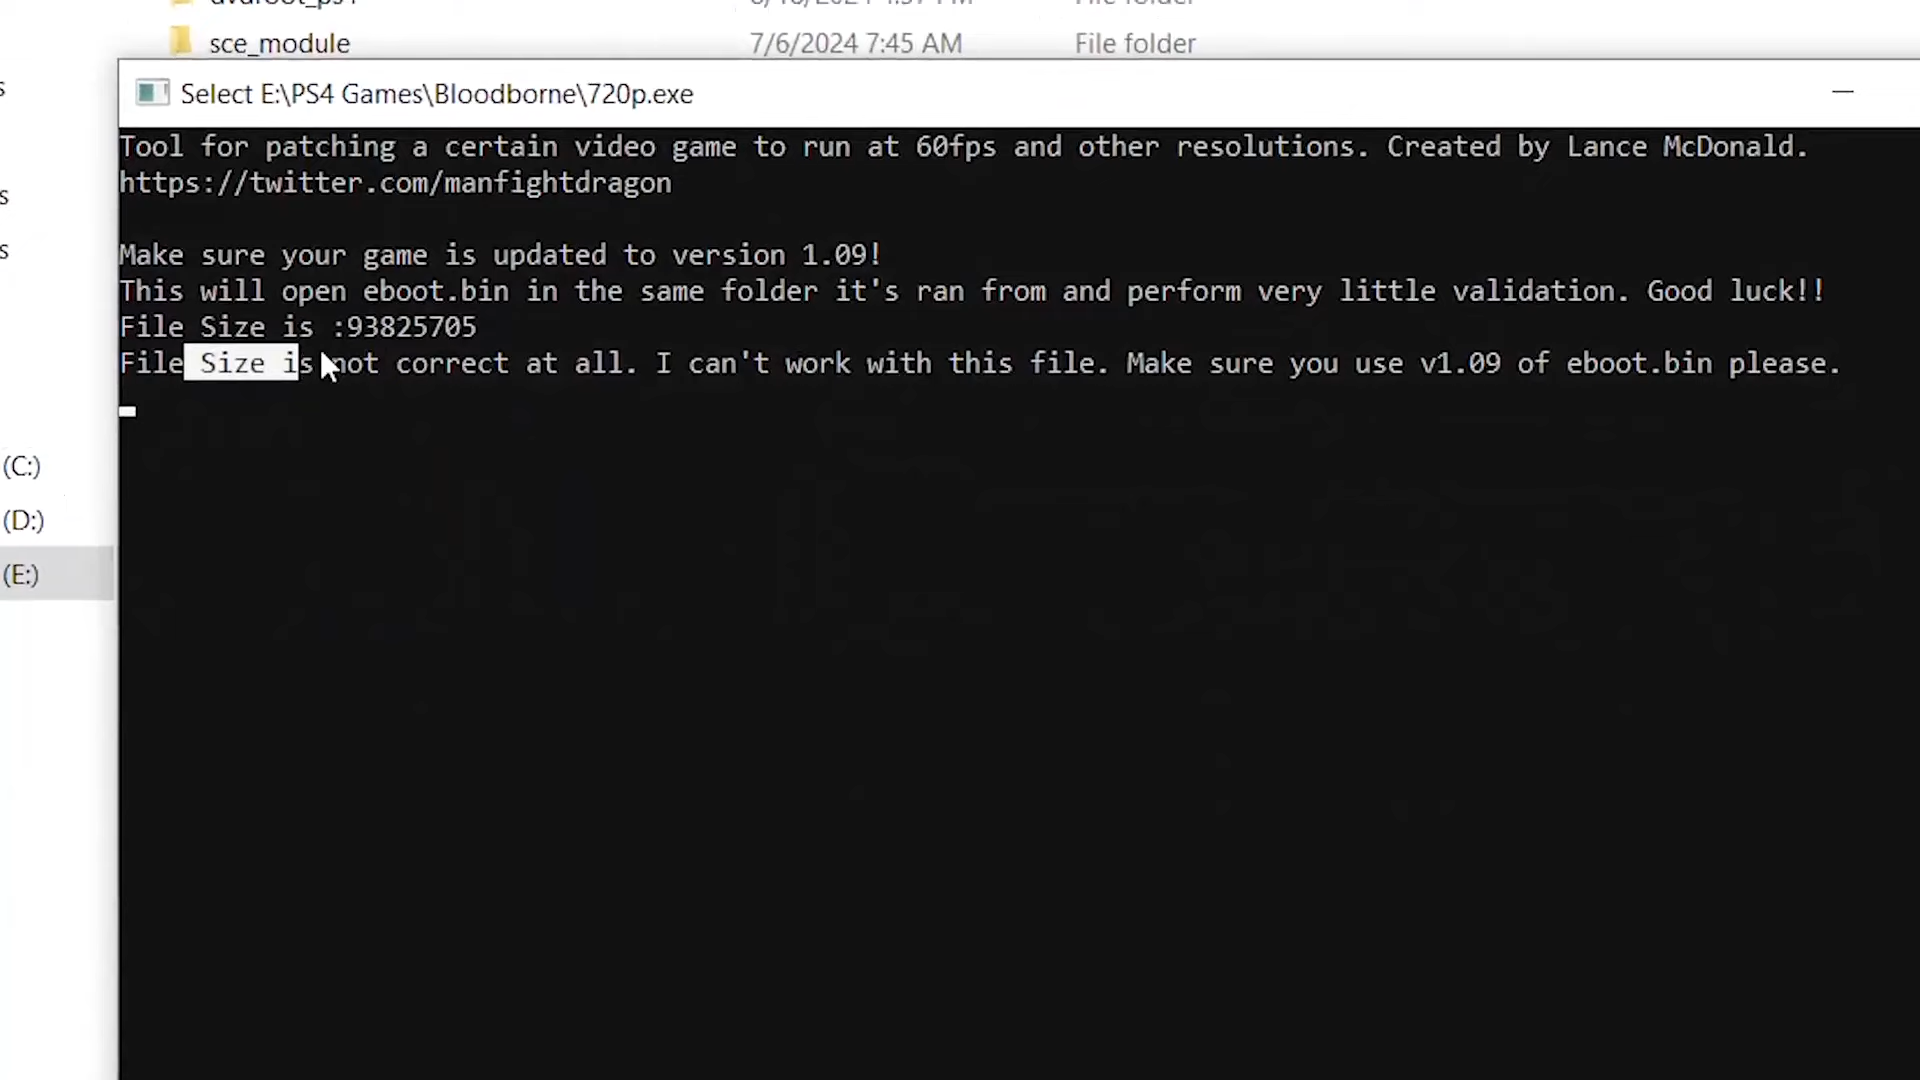 sce_module 7/6/2024 7:45 AM File folder
Select E:\PS4 Games\Bloodborne\720p.exe
Tool for patching a certain video game to run at 60fps and other resolutions. Created by Lance McDonald.
https://twitter.com/manfightdragon
Make sure your game is updated to version 1.09!
This will open eboot.bin in the same folder it's ran from and perform very little validation. Good luck!!
File Size is :93825705
File Size is not correct at all. I can't work with this file. Make sure you use v1.09 of eboot.bin please.
(C:)
(D:)
(E:)